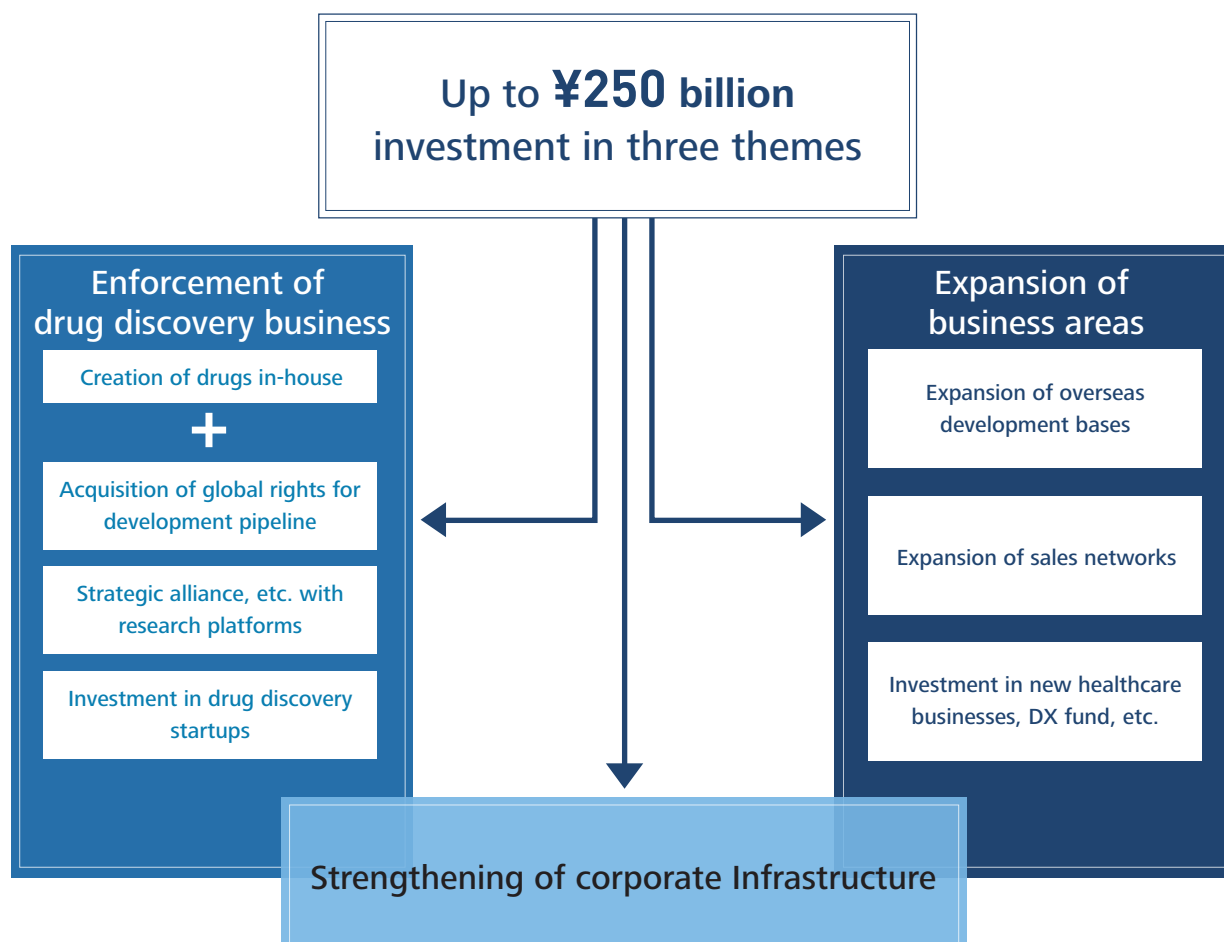 Up to ¥250 billion
investment in three themes
Enforcement of
drug discovery business
Creation of drugs in-house
+
Acquisition of global rights for
development pipeline
Strategic alliance, etc. with
research platforms
Investment in drug discovery
startups
Expansion of
business areas
Expansion of overseas
development bases
Expansion of sales networks
Investment in new healthcare
businesses, DX fund, etc.
Strengthening of corporate Infrastructure